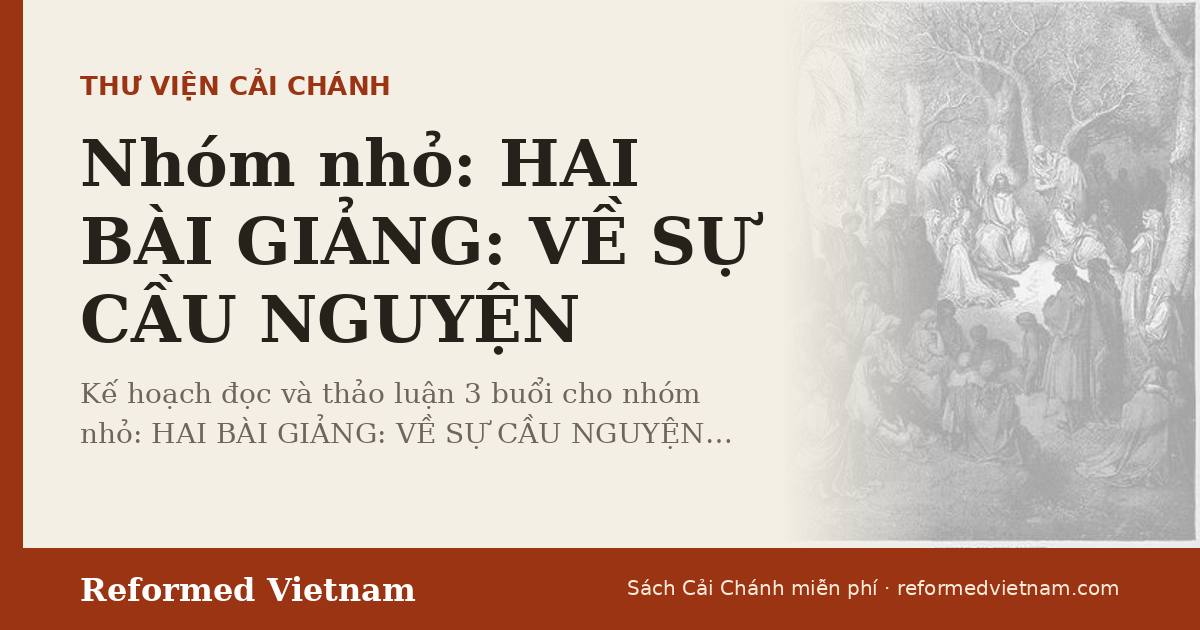 THƯ VIỆN CẢI CHÁNH
Nhóm nhỏ: HAI
BÀI GIẢNG: VỀ SỰ
CẦU NGUYỆN
Kế hoạch đọc và thảo luận 3 buổi cho nhóm
nhỏ: HAI BÀI GIẢNG: VỀ SỰ CẦU NGUYỆN…
Reformed Vietnam
Sách Cải Chánh miễn phí · reformedvietnam.com